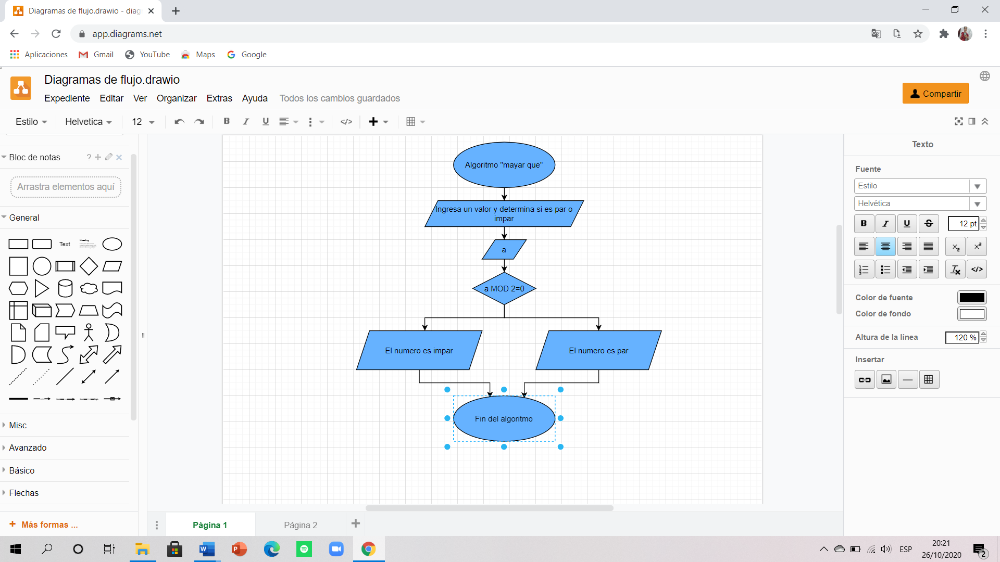 Diagramas de flujo.drawio - diag
app.diagrams.net
Aplicaciones
Gmail
YouTube
Maps
Google
Diagramas de flujo.drawio
Expediente
Editar
Ver
Organizar
Extras
Ayuda
Todos los cambios guardados
Compartir
Estilo
Helvetica
12
B
I
U
</>
Bloc de notas
?
Arrastra elementos aquí
General
Text
Heading
Misc
Avanzado
Básico
Flechas
+ Más formas ...
Algoritmo "mayar que"
Ingresa un valor y determina si es par o
impar
a
a MOD 2=0
El numero es impar
El numero es par
Fin del algoritmo
Página 1
Página 2
Texto
Fuente
Estilo
Helvética
B
I
U
S
12 pt
x2
x2
</>
Color de fuente
Color de fondo
Altura de la línea
120 %
Insertar
ESP
20:21
26/10/2020
2